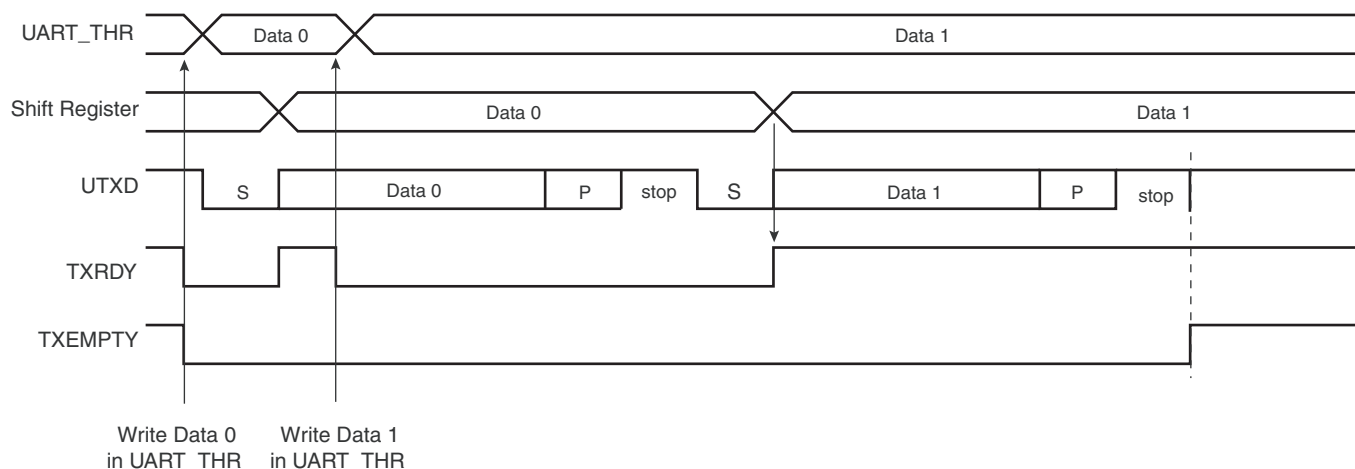 UART_THR
Data 0
Data 1
Shift Register
Data 0
Data 1
UTXD
S
Data 0
P
stop
S
Data 1
P
stop
TXRDY
TXEMPTY
Write Data 0
in UART_THR
Write Data 1
in UART_THR